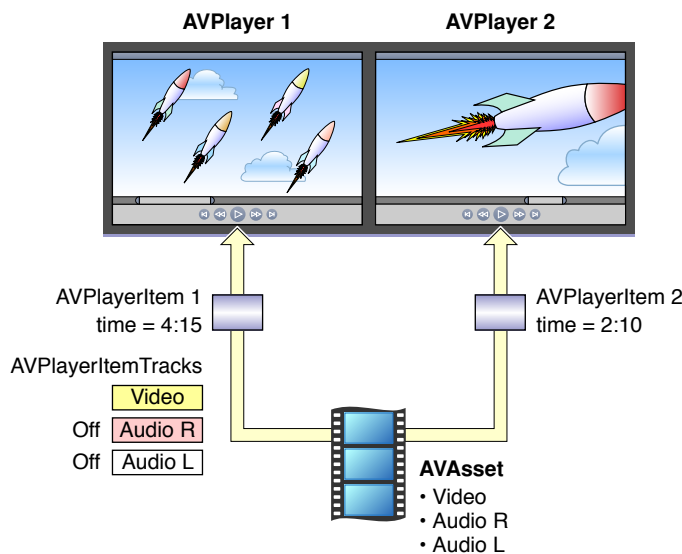 AVPlayer 1
AVPlayer 2
AVPlayerItem 1
time = 4:15
AVPlayerItem 2
time = 2:10
AVPlayerItemTracks
Video
Off Audio R
Off Audio L
AVAsset
• Video
• Audio R
• Audio L